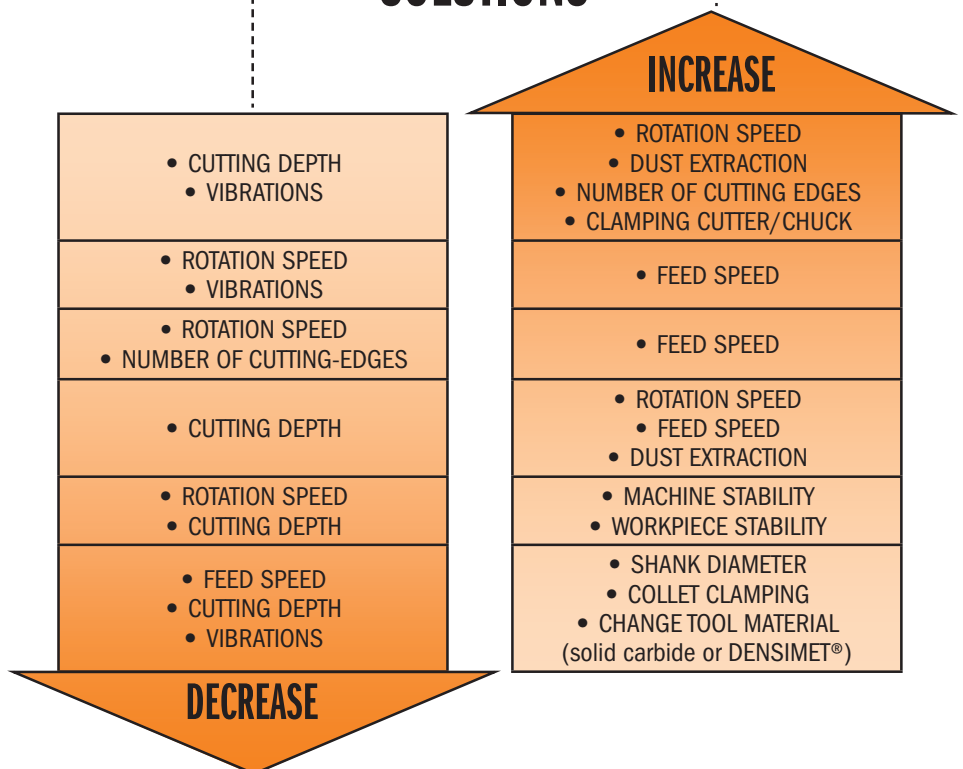 SOLUTIONS
INCREASE
• CUTTING DEPTH
• VIBRATIONS
• ROTATION SPEED
• VIBRATIONS
• ROTATION SPEED
• NUMBER OF CUTTING-EDGES
• CUTTING DEPTH
• ROTATION SPEED
• CUTTING DEPTH
• FEED SPEED
• CUTTING DEPTH
• VIBRATIONS
DECREASE
• ROTATION SPEED
• DUST EXTRACTION
• NUMBER OF CUTTING EDGES
• CLAMPING CUTTER/CHUCK
• FEED SPEED
• FEED SPEED
• ROTATION SPEED
• FEED SPEED
• DUST EXTRACTION
• MACHINE STABILITY
• WORKPIECE STABILITY
• SHANK DIAMETER
• COLLET CLAMPING
• CHANGE TOOL MATERIAL
(solid carbide or DENSIMET®)